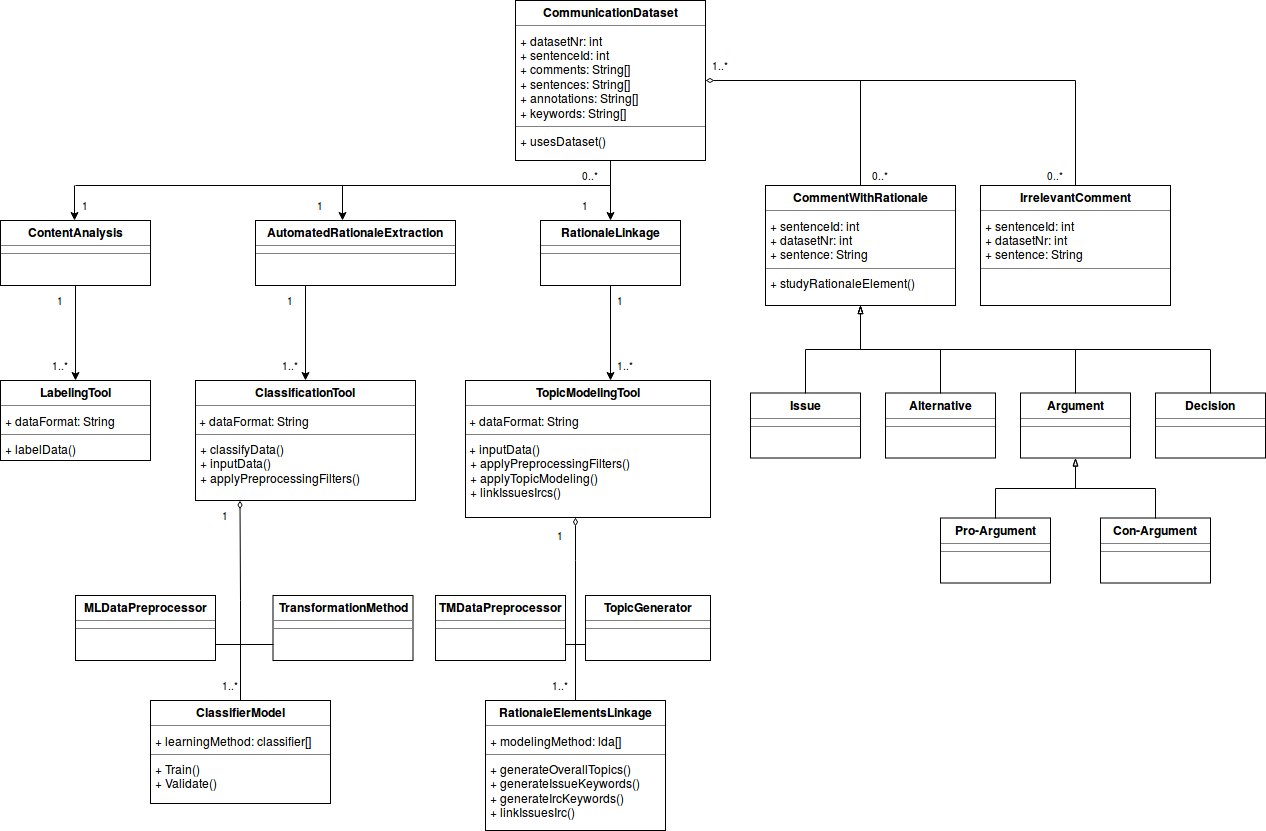 CommunicationDataset
+ datasetNr: int
+ sentenceId: int
+ comments: String[]
+ sentences: String[]
+ annotations: String[]
+ keywords: String[]
+ usesDataset()
1..*
0..*
0..*
0..*
1
1
1
ContentAnalysis
AutomatedRationaleExtraction
RationaleLinkage
CommentWithRationale
+ sentenceId: int
+ datasetNr: int
+ sentence: String
+ studyRationaleElement()
IrrelevantComment
+ sentenceId: int
+ datasetNr: int
+ sentence: String
1
1
1
1..*
1..*
1..*
LabelingTool
+ dataFormat: String
+ labelData()
ClassificationTool
+ dataFormat: String
+ classifyData()
+ inputData()
+ applyPreprocessingFilters()
TopicModelingTool
+ dataFormat: String
+ inputData()
+ applyPreprocessingFilters()
+ applyTopicModeling()
+ linkIssuesIrcs()
Issue
Alternative
Argument
Decision
Pro-Argument
Con-Argument
1
1
MLDataPreprocessor
TransformationMethod
TMDataPreprocessor
TopicGenerator
1..*
1..*
ClassifierModel
+ learningMethod: classifier[]
+ Train()
+ Validate()
RationaleElementsLinkage
+ modelingMethod: lda[]
+ generateOverallTopics()
+ generateIssueKeywords()
+ generateIrcKeywords()
+ linkIssuesIrc()